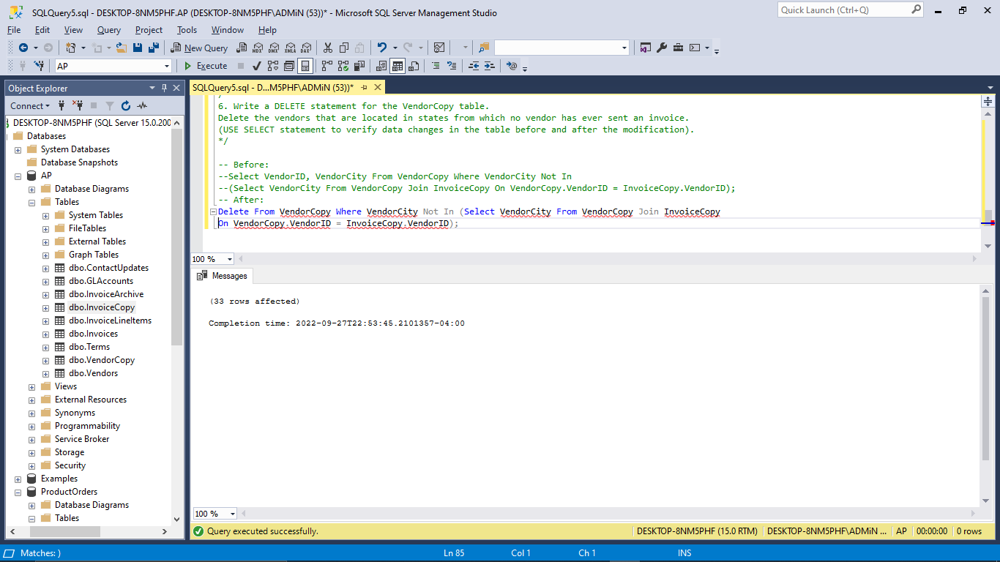 SQLQuery5.sql - DESKTOP-8NM5PHF.AP (DESKTOP-8NM5PHF\ADMiN (53))* - Microsoft SQL Server Management Studio
Quick Launch (Ctrl+Q)
File Edit View Query Project Tools Window Help
New Query
MDX DMX XMLA DAX
AP
Execute
Object Explorer
SQLQuery5.sql - D...M5PHF\ADMiN (53))*
Connect
DESKTOP-8NM5PHF (SQL Server 15.0.200
Databases
System Databases
Database Snapshots
AP
Database Diagrams
Tables
System Tables
FileTables
External Tables
Graph Tables
dbo.ContactUpdates
dbo.GLAccounts
dbo.InvoiceArchive
dbo.InvoiceCopy
dbo.InvoiceLineItems
dbo.Invoices
dbo.Terms
dbo.VendorCopy
dbo.Vendors
Views
External Resources
Synonyms
Programmability
Service Broker
Storage
Security
Examples
ProductOrders
Database Diagrams
Tables
6. Write a DELETE statement for the VendorCopy table.
Delete the vendors that are located in states from which no vendor has ever sent an invoice.
(USE SELECT statement to verify data changes in the table before and after the modification).
*/
-- Before:
--Select VendorID, VendorCity From VendorCopy Where VendorCity Not In
--(Select VendorCity From VendorCopy Join InvoiceCopy On VendorCopy.VendorID = InvoiceCopy.VendorID);
-- After:
Delete From VendorCopy Where VendorCity Not In (Select VendorCity From VendorCopy Join InvoiceCopy
On VendorCopy.VendorID = InvoiceCopy.VendorID);
100 %
Messages
(33 rows affected)
Completion time: 2022-09-27T22:53:45.2101357-04:00
100 %
Query executed successfully.
DESKTOP-8NM5PHF (15.0 RTM) DESKTOP-8NM5PHF\ADMiN ... AP 00:00:00 0 rows
Matches: ) Ln 85 Col 1 Ch 1 INS